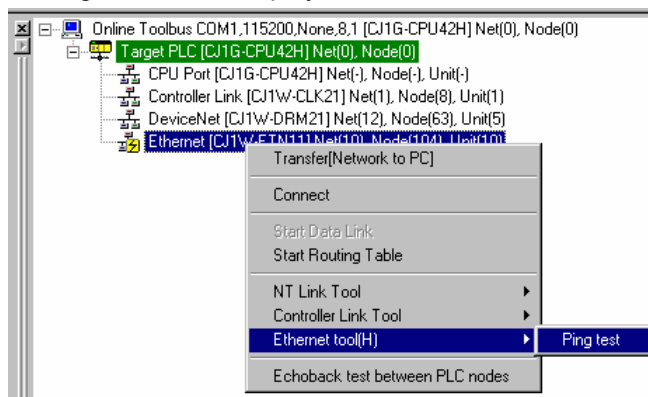 Online Toolbus COM1,115200,None,8,1 [CJ1G-CPU42H] Net(0), Node(0)
Target PLC [CJ1G-CPU42H] Net(0), Node(0)
CPU Port [CJ1G-CPU42H] Net(-), Node(-), Unit(-)
Controller Link [CJ1W-CLK21] Net(1), Node(8), Unit(1)
DeviceNet [CJ1W-DRM21] Net(12), Node(63), Unit(5)
Ethernet [CJ1W-ETN11] Net(10), Node(104), Unit(10)
Transfer[Network to PC]
Connect
Start Data Link
Start Routing Table
NT Link Tool
Controller Link Tool
Ethernet tool(H)
Ping test
Echoback test between PLC nodes